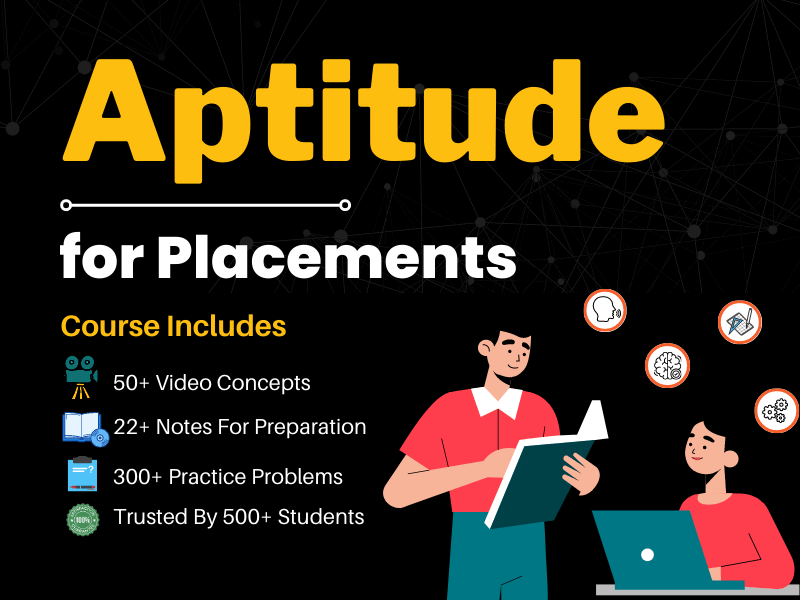 Aptitude
for Placements
Course Includes
50+ Video Concepts
22+ Notes For Preparation
?
300+ Practice Problems
100%
Trusted By 500+ Students